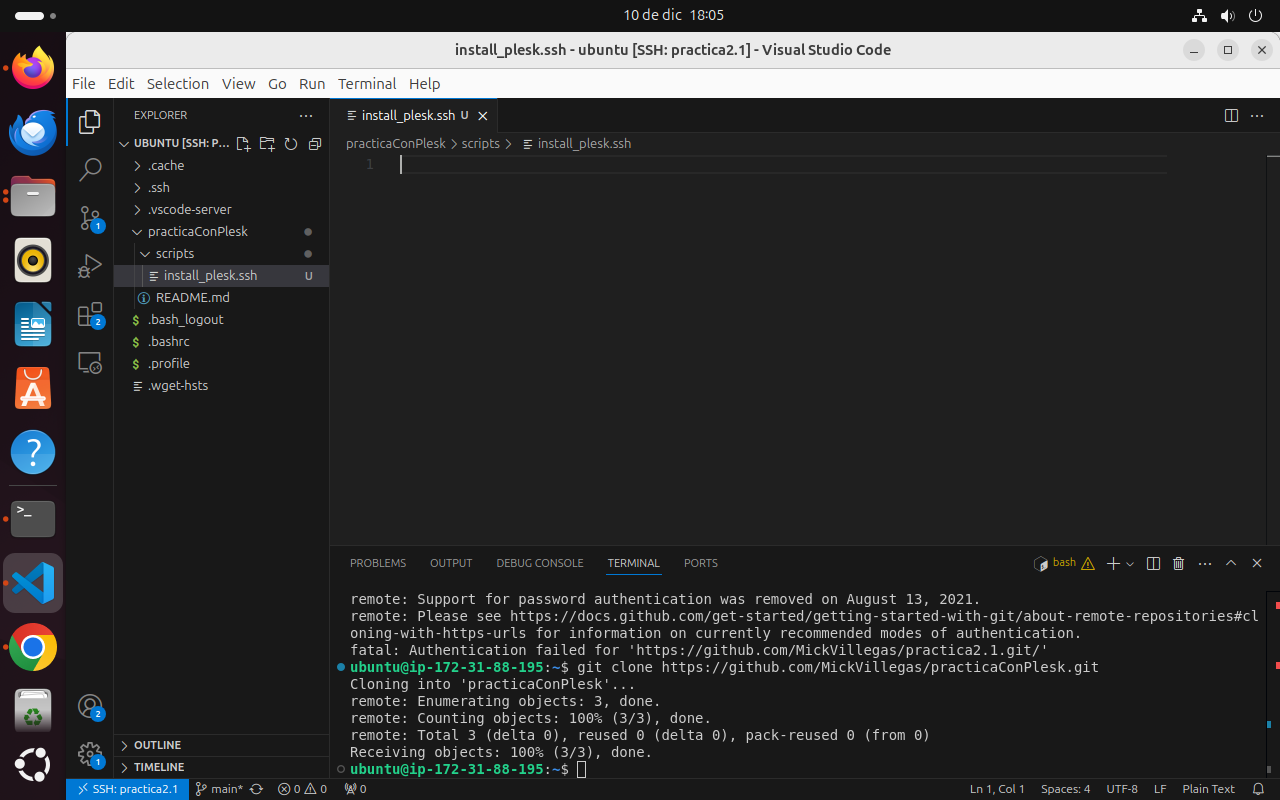 10 de dic 18:05
install_plesk.ssh - ubuntu [SSH: practica2.1] - Visual Studio Code
File Edit Selection View Go Run Terminal Help
EXPLORER
install_plesk.ssh U
UBUNTU [SSH: P...
practicaConPlesk scripts install_plesk.ssh
1
.cache
.ssh
.vscode-server
1
practicaConPlesk
scripts
install_plesk.ssh U
README.md
2
.bash_logout
.bashrc
.profile
.wget-hsts
PROBLEMS OUTPUT DEBUG CONSOLE TERMINAL PORTS bash
remote: Support for password authentication was removed on August 13, 2021.
remote: Please see https://docs.github.com/get-started/getting-started-with-git/about-remote-repositories#cl
oning-with-https-urls for information on currently recommended modes of authentication.
fatal: Authentication failed for 'https://github.com/MickVillegas/practica2.1.git/'
ubuntu@ip-172-31-88-195:~$ git clone https://github.com/MickVillegas/practicaConPlesk.git
Cloning into 'practicaConPlesk'...
remote: Enumerating objects: 3, done.
remote: Counting objects: 100% (3/3), done.
remote: Total 3 (delta 0), reused 0 (delta 0), pack-reused 0 (from 0)
Receiving objects: 100% (3/3), done.
ubuntu@ip-172-31-88-195:~$
2
OUTLINE
1
TIMELINE
SSH: practica2.1 main* 0 0 0 Ln 1, Col 1 Spaces: 4 UTF-8 LF Plain Text